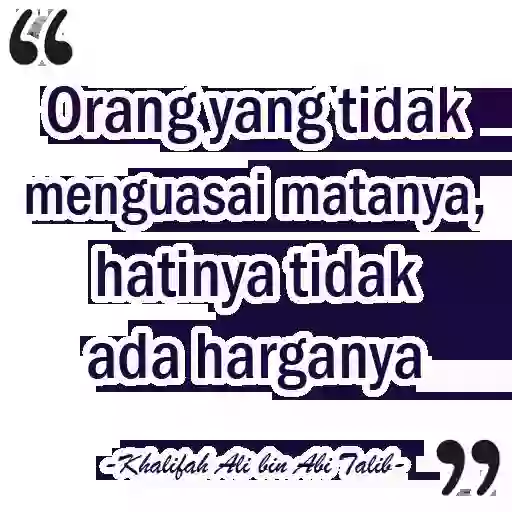 “
Orang yang tidak
menguasai matanya,
hatinya tidak
ada harganya
-Khalifah Ali bin Abi Talib-
”